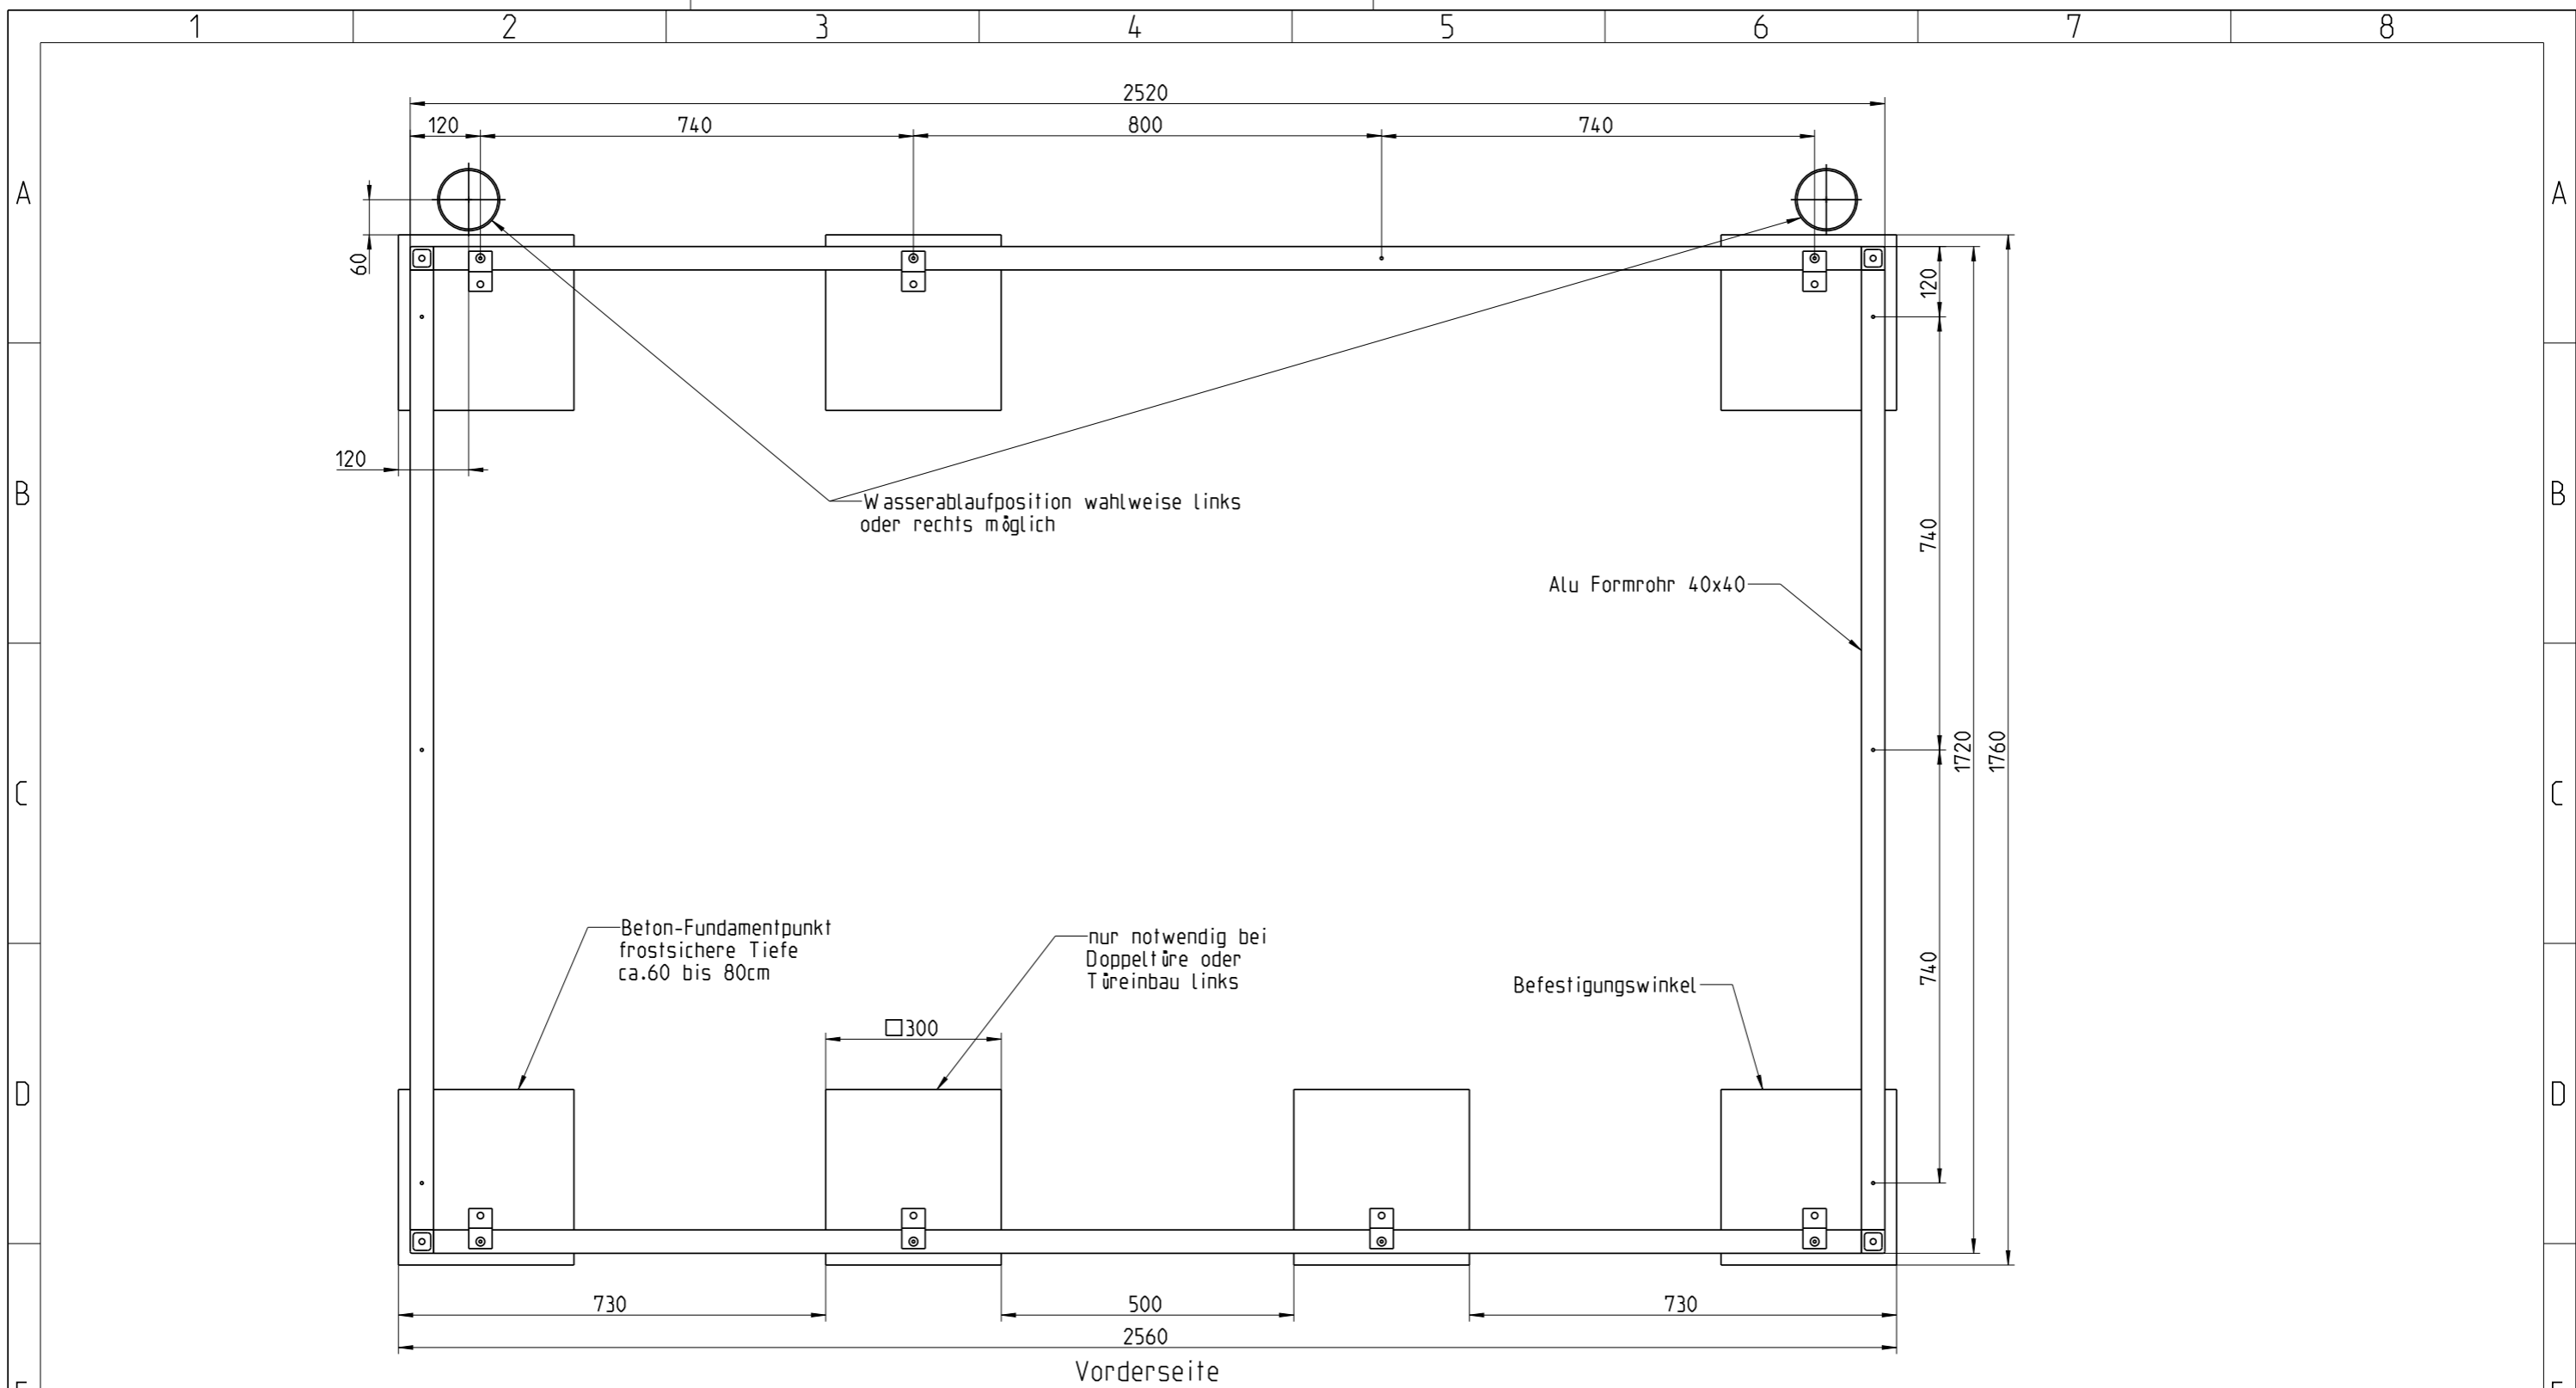 1 2 3 4 5 6 7 8
2520
120 740 800 740
A A
60
120
120
B B
Wasserablaufposition wahlweise links
oder rechts möglich
740
Alu Formrohr 40x40
C C
1720 1760
Beton-Fundamentpunkt
frostsichere Tiefe
ca.60 bis 80cm
nur notwendig bei
Doppeltüre oder
Türeinbau links
740
Befestigungswinkel
□300
D D
730 500 730
2560
Vorderseite